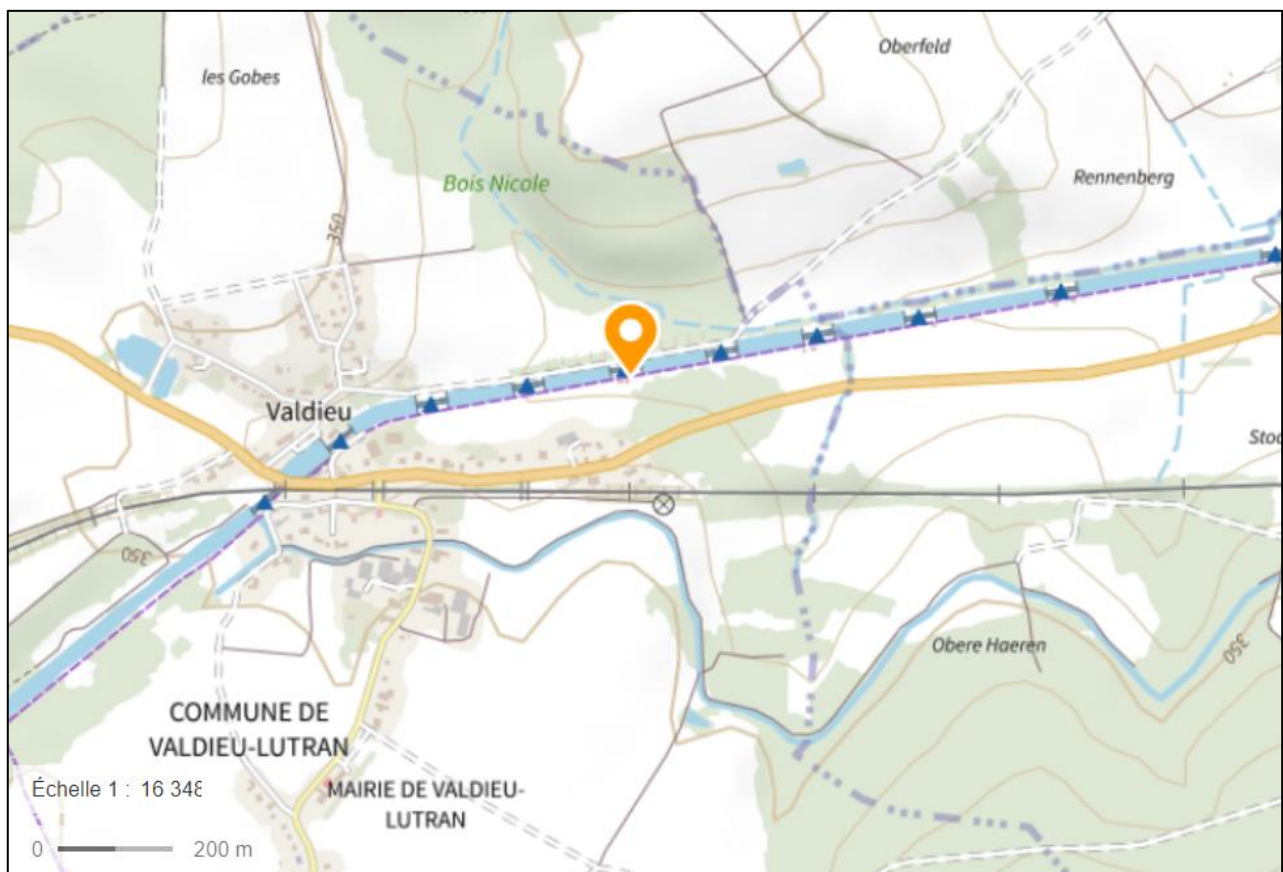 Oberfeld
les Gobes
Rennenberg
Bois Nicole
350
Valdieu
350
Obere Haeren
350
COMMUNE DE
VALDIEU-LUTRAN
Échelle 1 : 16 348
MAIRIE DE VALDIEU-
LUTRAN
0 200 m